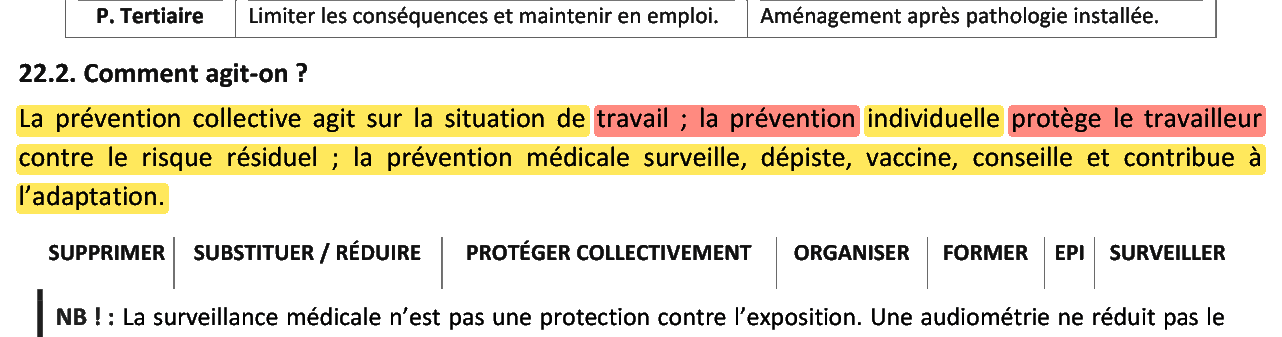 P. Tertiaire Limiter les conséquences et maintenir en emploi. Aménagement après pathologie installée.
22.2. Comment agit-on ?
La prévention collective agit sur la situation de travail ; la prévention individuelle protège le travailleur
contre le risque résiduel ; la prévention médicale surveille, dépiste, vaccine, conseille et contribue à
l’adaptation.
SUPPRIMER SUBSTITUER / RÉDUIRE PROTÉGER COLLECTIVEMENT ORGANISER FORMER EPI SURVEILLER
NB ! : La surveillance médicale n’est pas une protection contre l’exposition. Une audiométrie ne réduit pas le